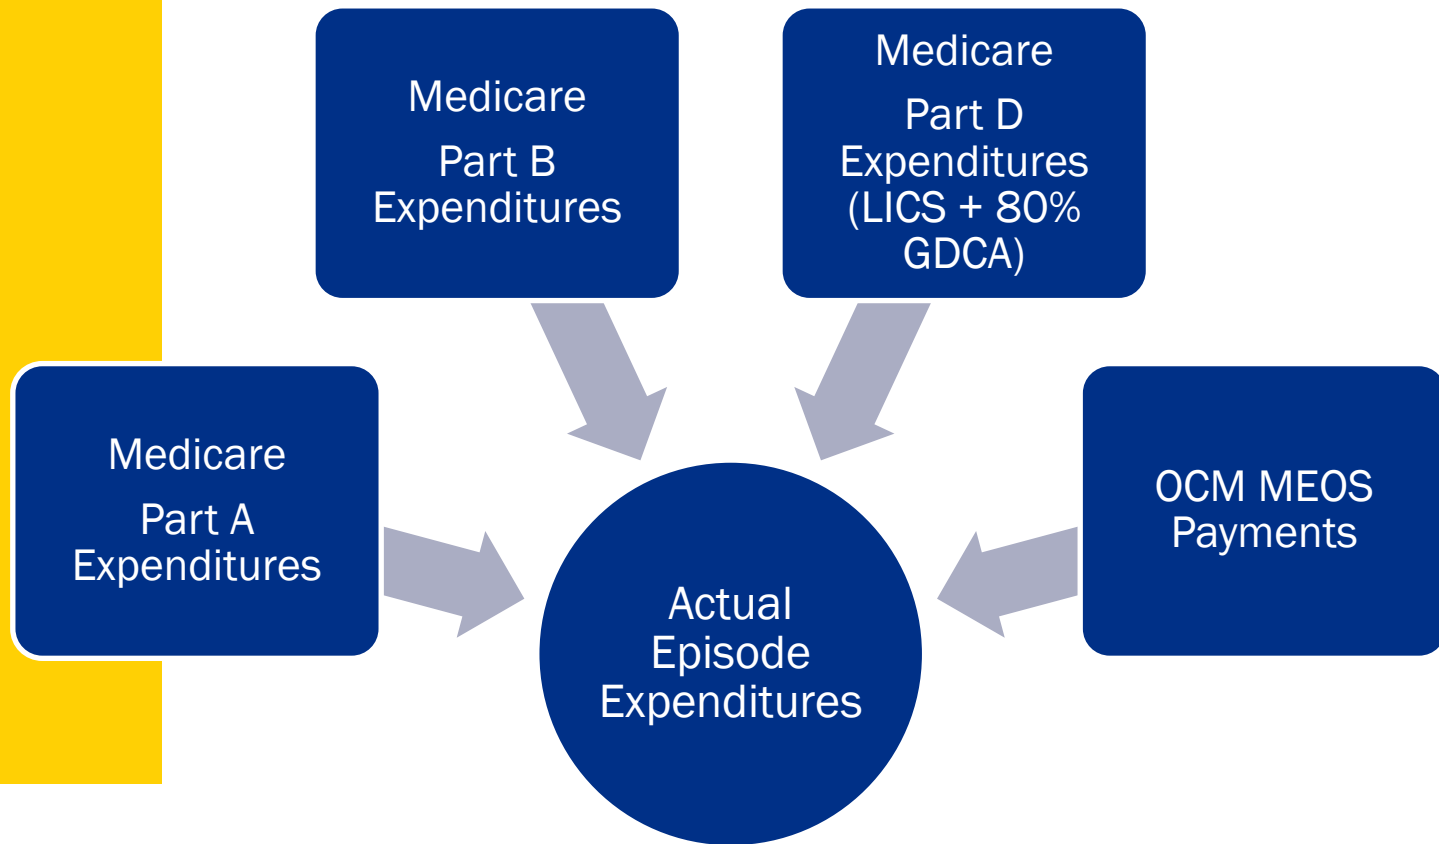 Medicare
Part A
Expenditures
Medicare
Part B
Expenditures
Medicare
Part D
Expenditures
(LICS + 80%
GDCA)
OCM MEOS
Payments
Actual
Episode
Expenditures